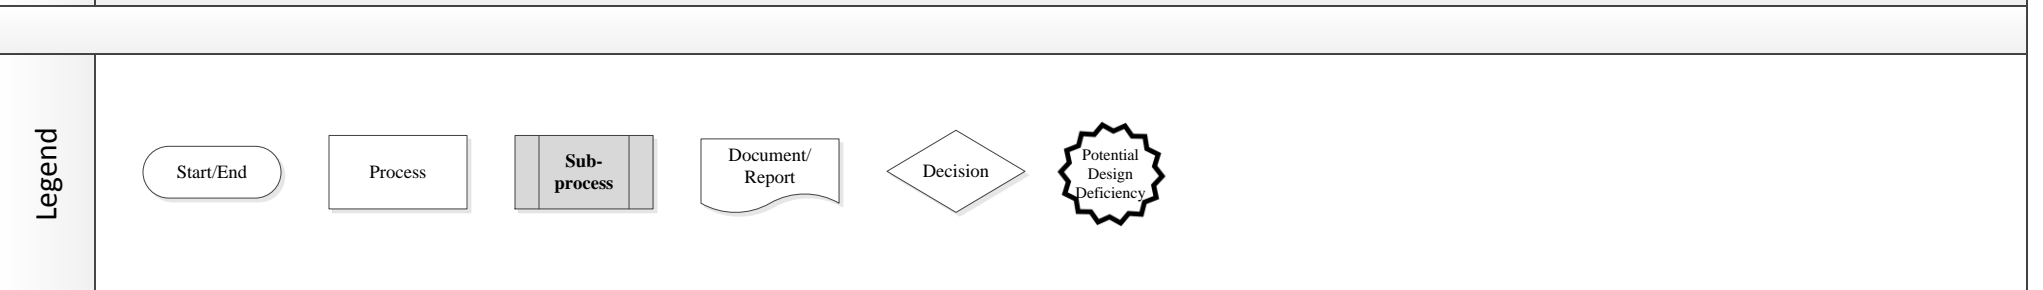 Legend
Start/End
Process
Sub-
process
Document/
Report
Decision
Potential
Design
Deficiency